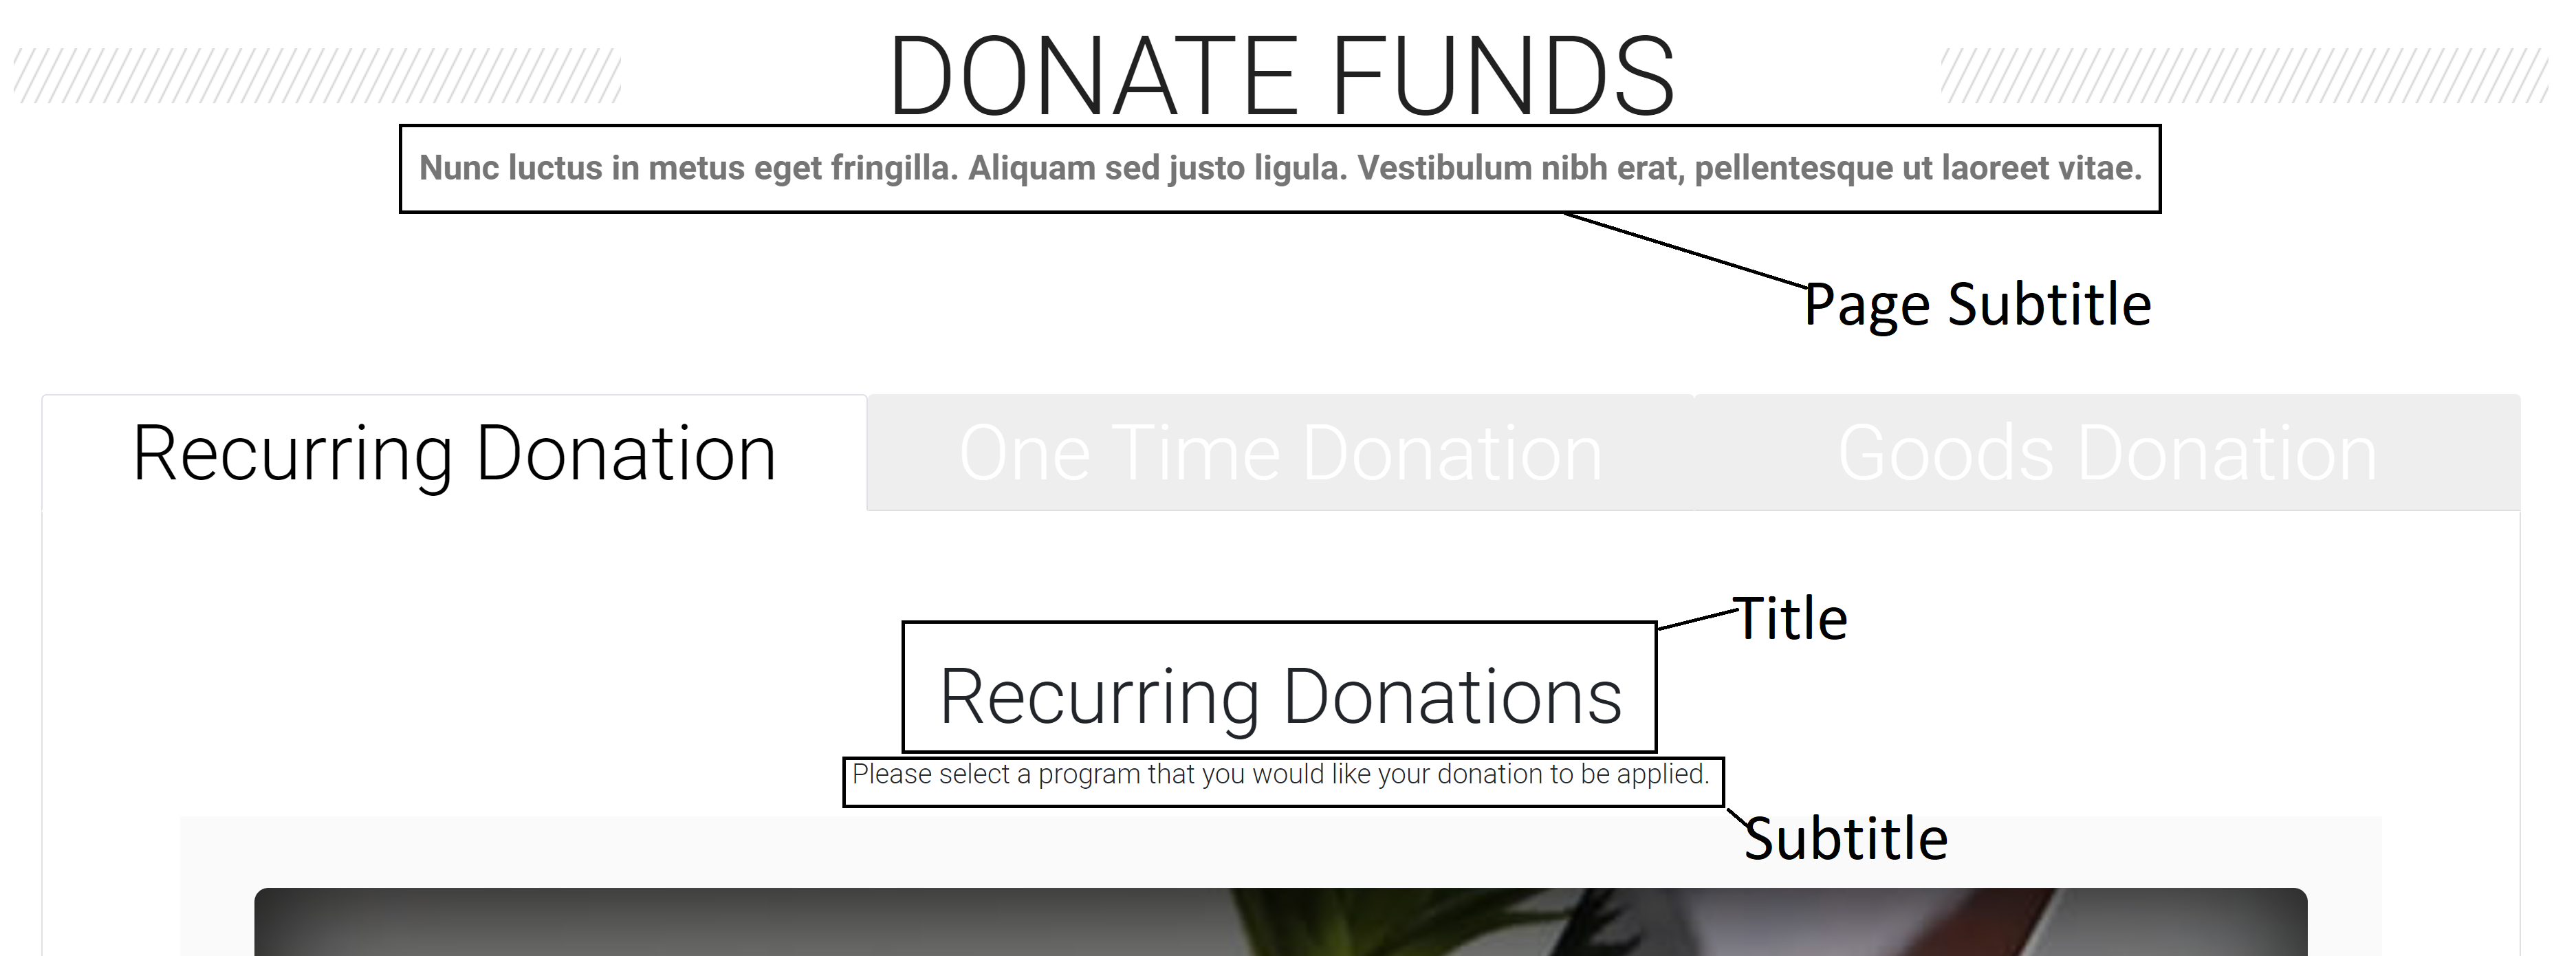 DONATE FUNDS
Nunc luctus in metus eget fringilla. Aliquam sed justo ligula. Vestibulum nibh erat, pellentesque ut laoreet vitae.
Page Subtitle
Recurring Donation
One Time Donation
Goods Donation
Title
Recurring Donations
Please select a program that you would like your donation to be applied.
Subtitle